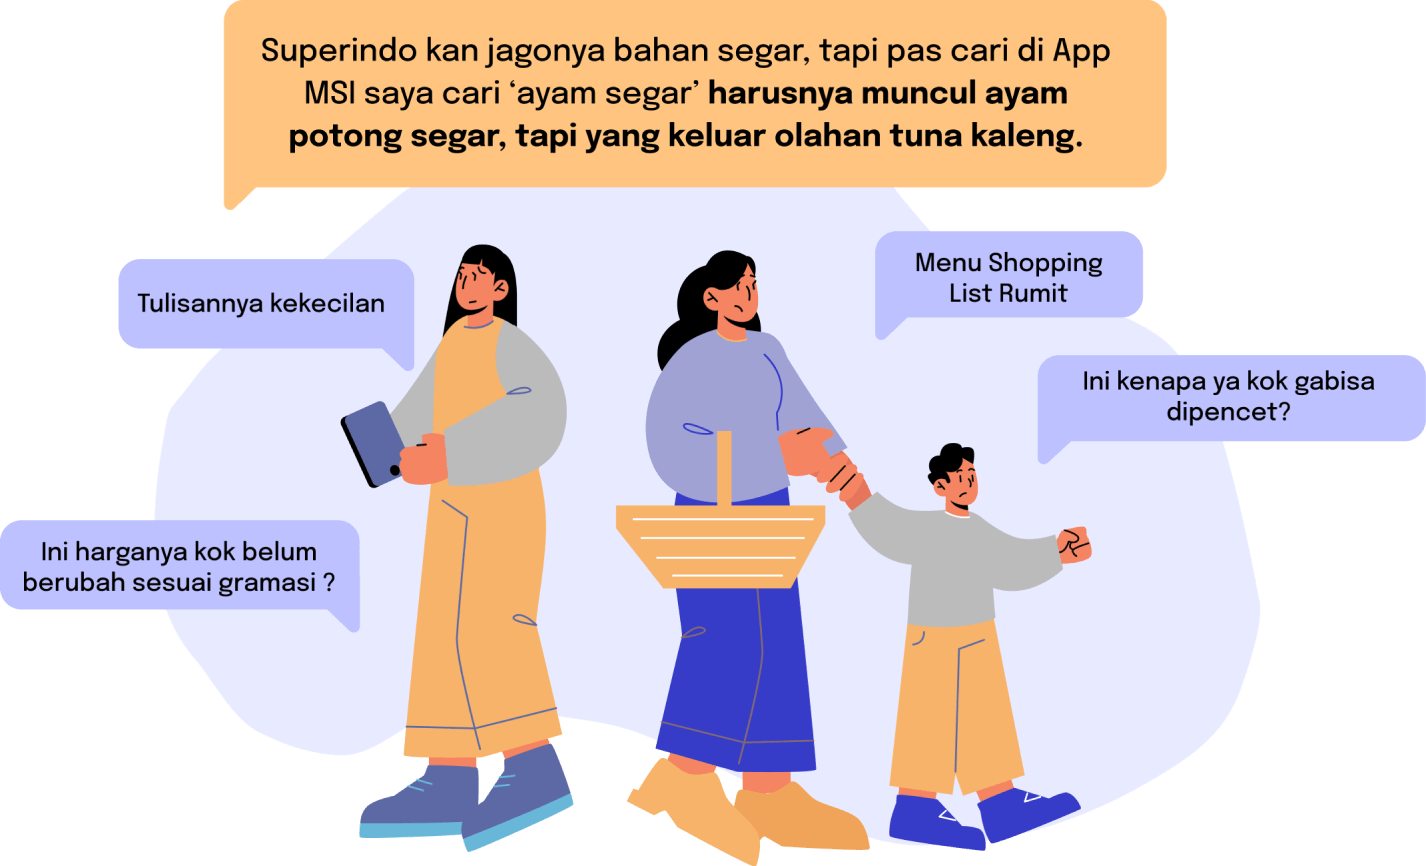 Superindo kan jagonya bahan segar, tapi pas cari di App
MSI saya cari ‘ayam segar’ harusnya muncul ayam
potong segar, tapi yang keluar olahan tuna kaleng.
Tulisannya kekecilan
Menu Shopping
List Rumit
Ini kenapa ya kok gabisa
dipencet?
Ini harganya kok belum
berubah sesuai gramasi ?